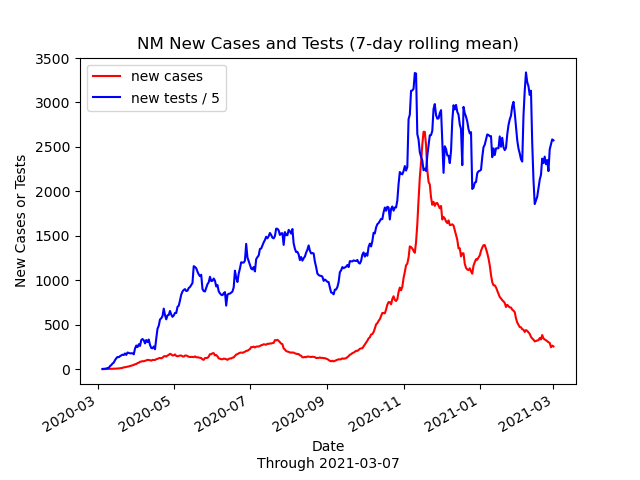 NM New Cases and Tests (7-day rolling mean)
new cases
new tests / 5
New Cases or Tests
3500
3000
2500
2000
1500
1000
500
0
2020-03
2020-05
2020-07
2020-09
2020-11
2021-01
2021-03
Date
Through 2021-03-07